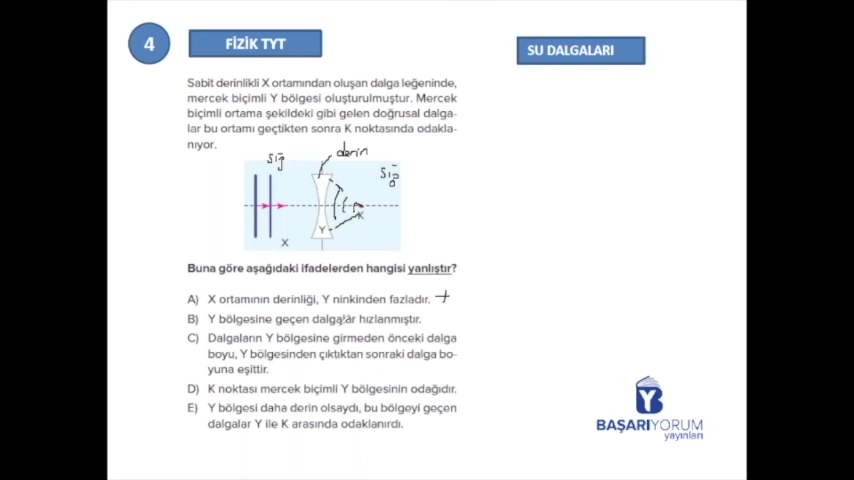 4
FİZİK TYT
SU DALGALARI
Sabit derinlikli X ortamından oluşan dalga leğeninde,
mercek biçimli Y bölgesi oluşturulmuştur. Mercek
biçimli ortama şekildeki gibi gelen doğrusal dalga-
lar bu ortamı geçtikten sonra K noktasında odakla-
nıyor.
derin
sığ
sığ
K
Y
X
Buna göre aşağıdaki ifadelerden hangisi yanlıştır?
A) X ortamının derinliği, Y ninkinden fazladır. +
B) Y bölgesine geçen dalgalar hızlanmıştır.
C) Dalgaların Y bölgesine girmeden önceki dalga
boyu, Y bölgesinden çıktıktan sonraki dalga bo-
yuna eşittir.
D) K noktası mercek biçimli Y bölgesinin odağıdır.
E) Y bölgesi daha derin olsaydı, bu bölgeyi geçen
dalgalar Y ile K arasında odaklanırdı.
BAŞARIYORUM
yayınları